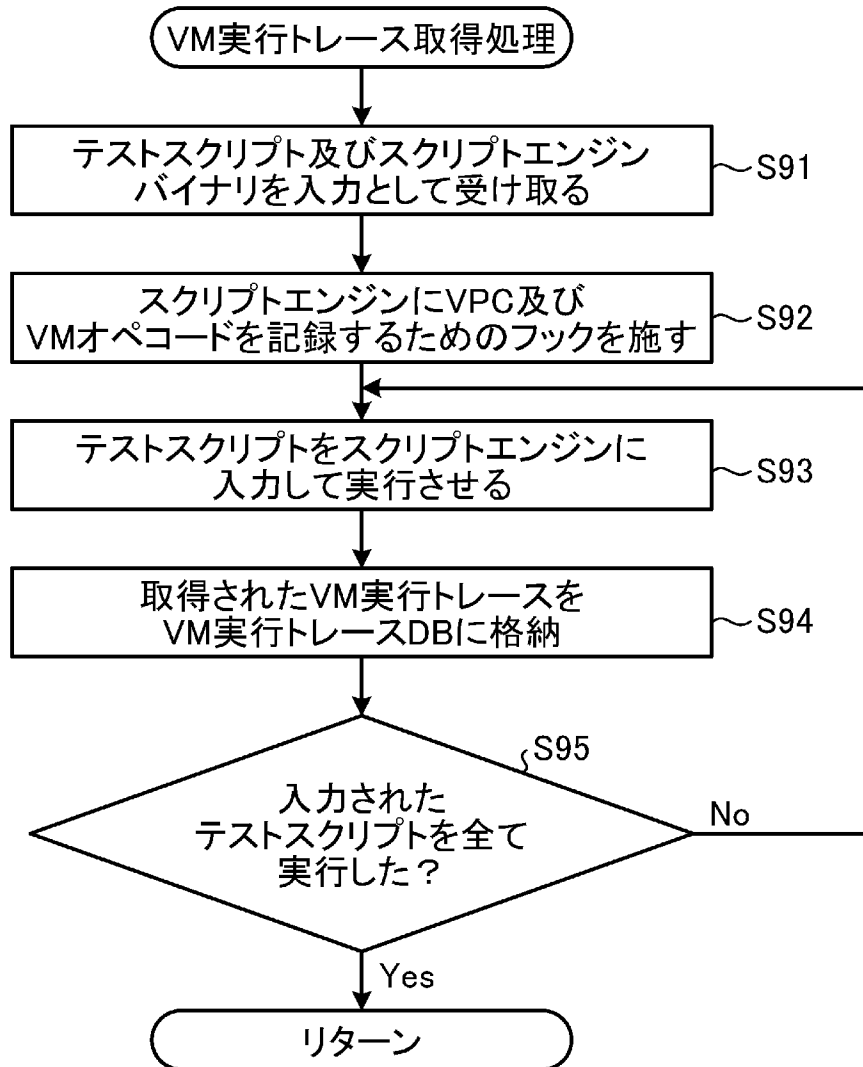 VM実行トレース取得処理
テストスクリプト及びスクリプトエンジン
バイナリを入力として受け取る
S91
スクリプトエンジンにVPC及び
VMオペコードを記録するためのフックを施す
S92
テストスクリプトをスクリプトエンジンに
入力して実行させる
S93
取得されたVM実行トレースを
VM実行トレースDBに格納
S94
S95
入力された
テストスクリプトを全て
実行した?
No
Yes
リターン